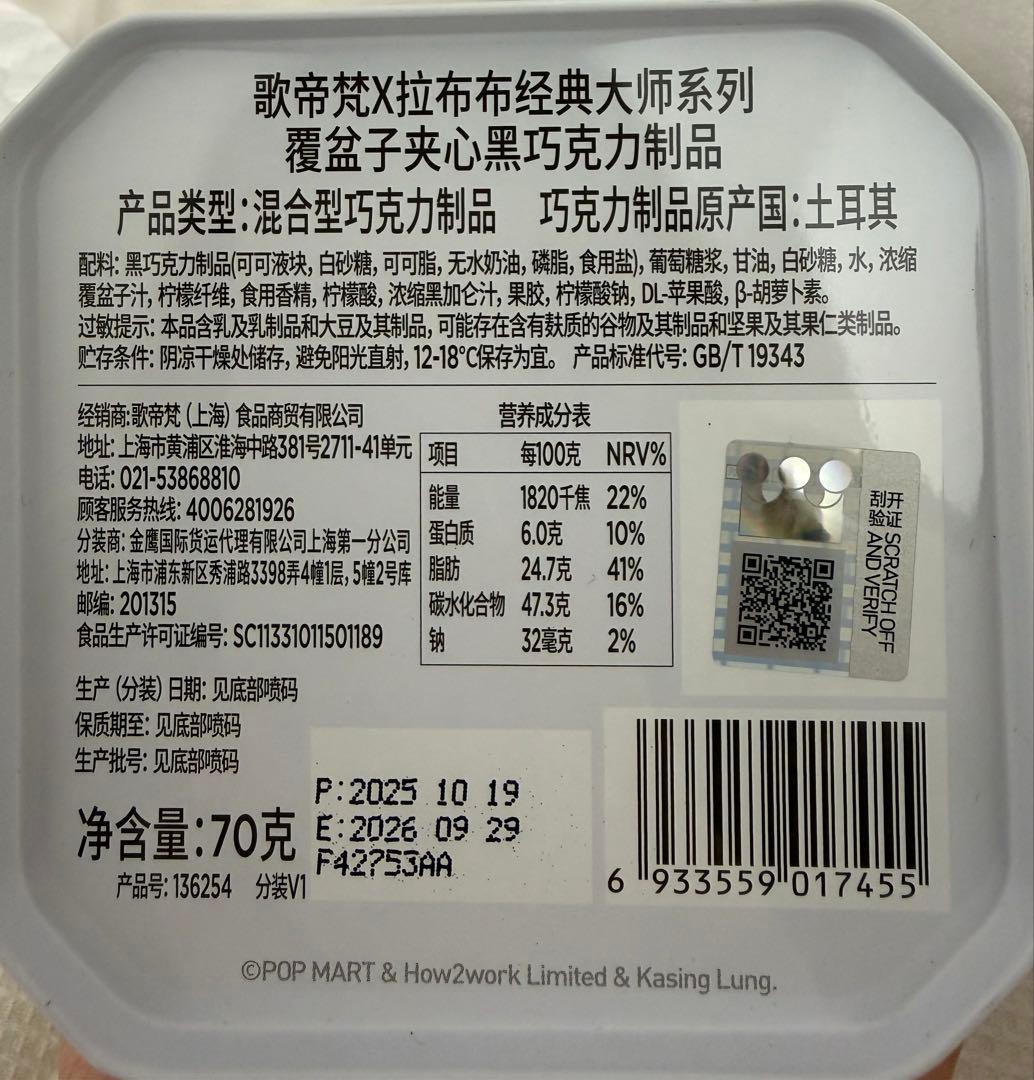 歌帝梵X拉布布经典大师系列
覆盆子夹心黑巧克力制品
产品类型:混合型巧克力制品 巧克力制品原产国:土耳其
配料: 黑巧克力制品(可可液块, 白砂糖, 可可脂, 无水奶油, 磷脂, 食用盐), 葡萄糖浆, 甘油, 白砂糖, 水, 浓缩
覆盆子汁, 柠檬纤维, 食用香精, 柠檬酸, 浓缩黑加仑汁, 果胶, 柠檬酸钠, DL-苹果酸, β-胡萝卜素。
过敏提示: 本品含乳及乳制品和大豆及其制品, 可能存在含有麸质的谷物及其制品和坚果及其果仁类制品。
贮存条件: 阴凉干燥处储存, 避免阳光直射, 12-18°C保存为宜。 产品标准代号: GB/T 19343
经销商:歌帝梵 (上海) 食品商贸有限公司
地址: 上海市黄浦区淮海中路381号2711-41单元
电话: 021-53868810
顾客服务热线: 4006281926
分装商: 金鹰国际货运代理有限公司上海第一分公司
地址: 上海市浦东新区秀浦路3398弄4幢1层, 5幢2号库
邮编: 201315
食品生产许可证编号: SC11331011501189
营养成分表
项目 每100克 NRV%
能量 1820千焦 22%
蛋白质 6.0克 10%
脂肪 24.7克 41%
碳水化合物 47.3克 16%
钠 32毫克 2%
刮开
验证
SCRATCH OFF
AND VERIFY
生产 (分装) 日期: 见底部喷码
保质期至: 见底部喷码
生产批号: 见底部喷码
净含量:70克
产品号: 136254 分装V1
P:2025 10 19
E:2026 09 29
F42753AA
6 933559 017455
©POP MART & How2work Limited & Kasing Lung.